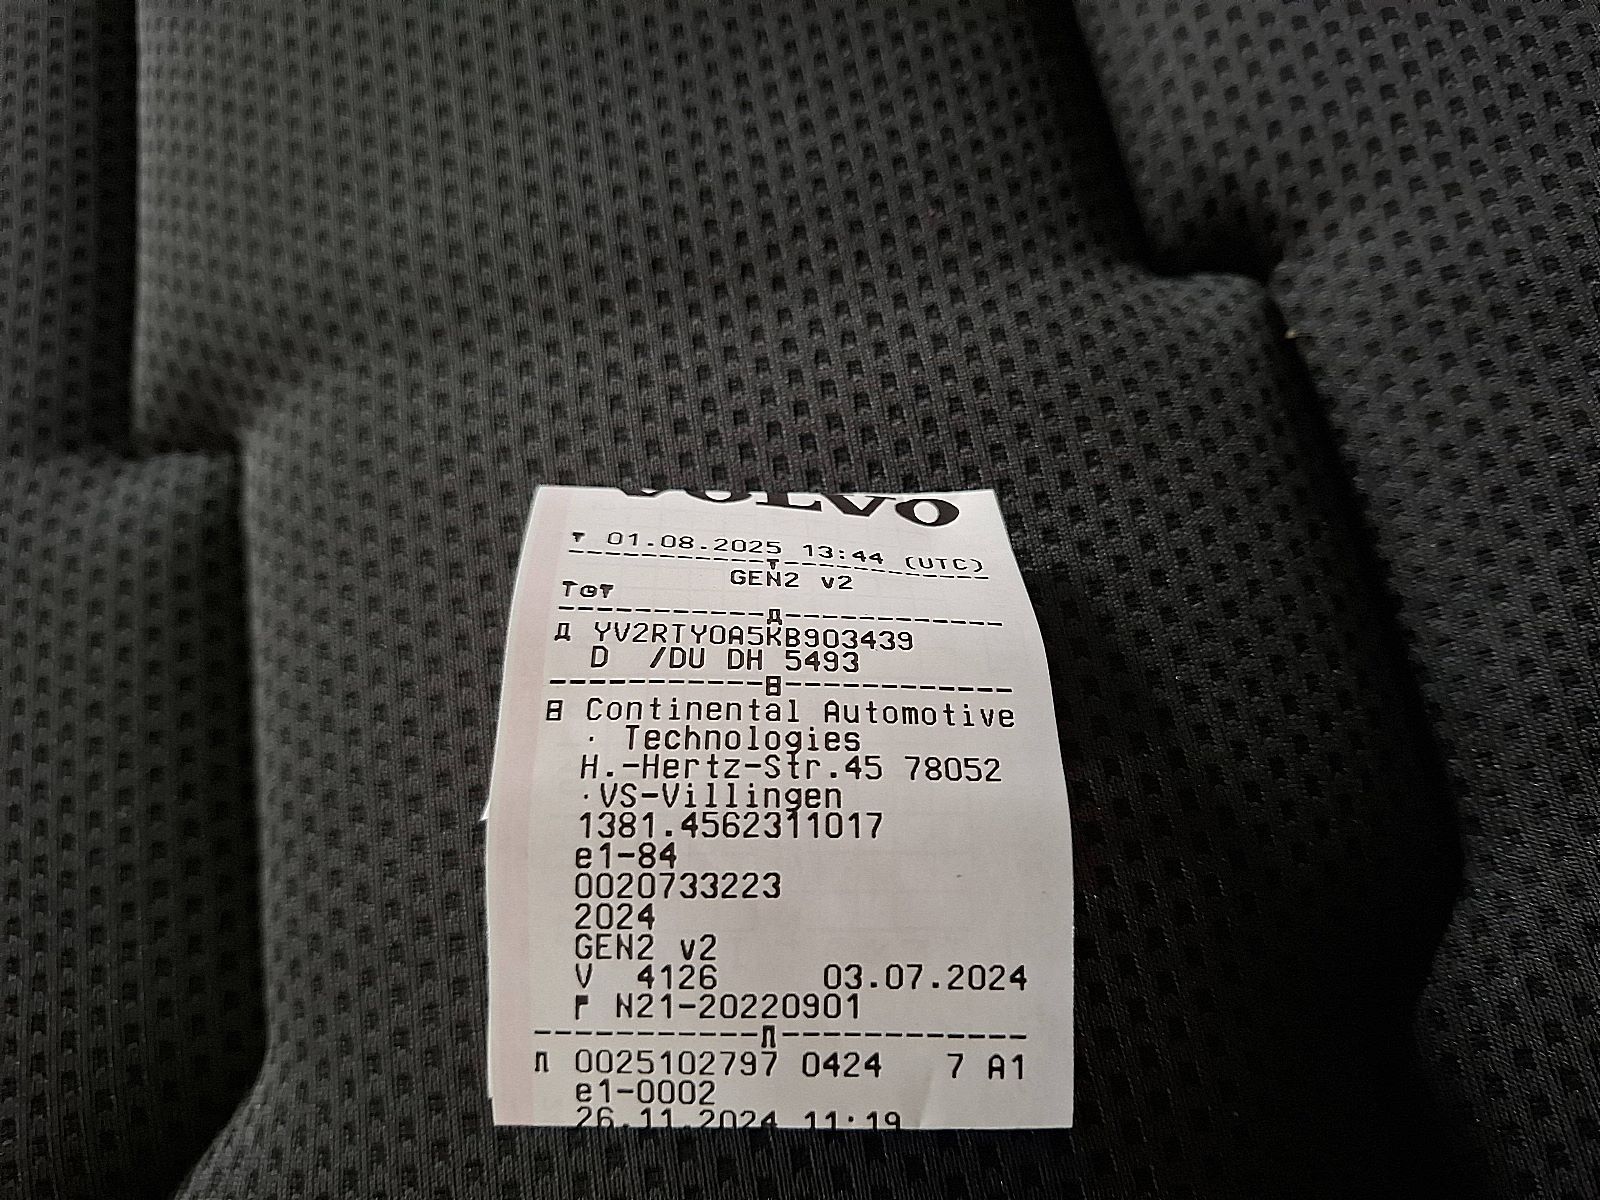 VOLVO
▼ 01.08.2025 13:44 (UTC)
GEN2 v2
YV2RTY0A5KB903439
D /DU DH 5493
Continental Automotive
· Technologies
H.-Hertz-Str.45 78052
·VS-Villingen
1381.4562311017
e1-84
0020733223
2024
GEN2 v2
V 4126 03.07.2024
N21-20220901
0025102797 0424 7 A1
e1-0002
26.11.2024 11:19